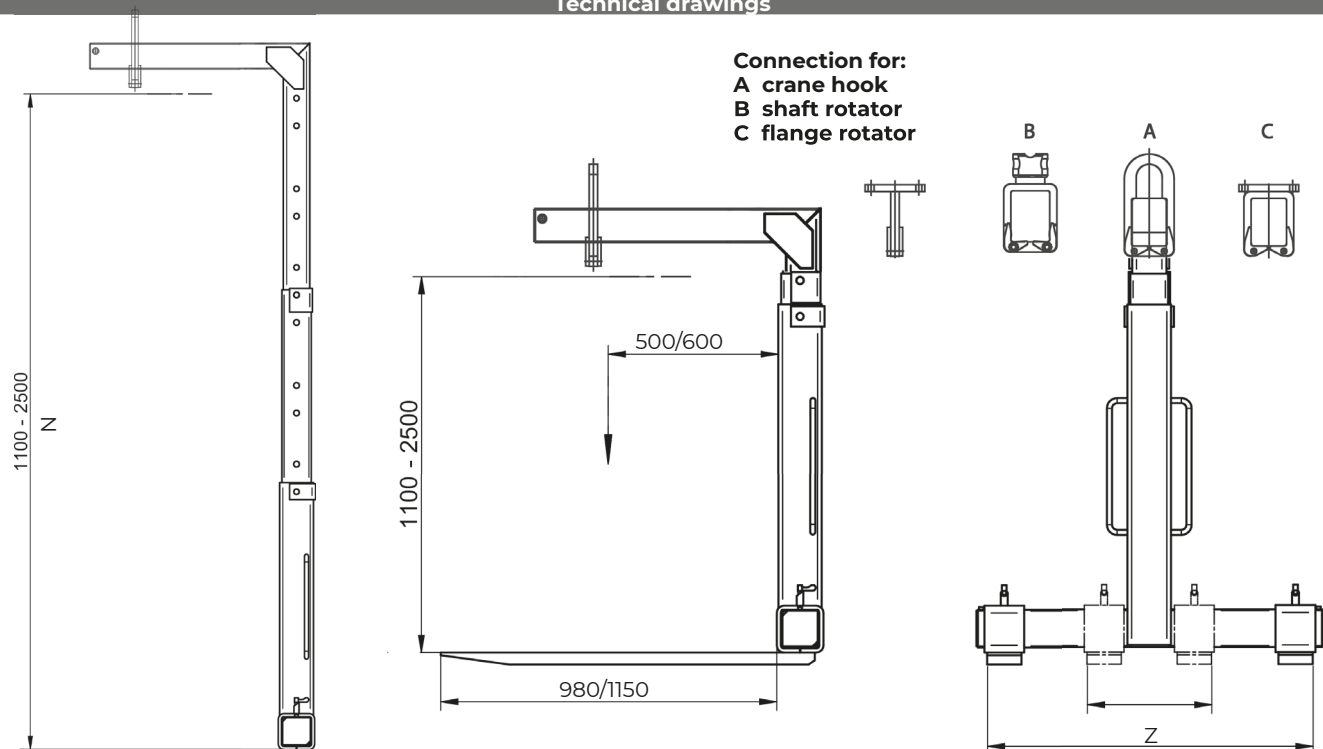 Technical drawings
Connection for:
A crane hook
B shaft rotator
C flange rotator
B
A
C
1100 - 2500
N
500/600
1100 - 2500
980/1150
Z